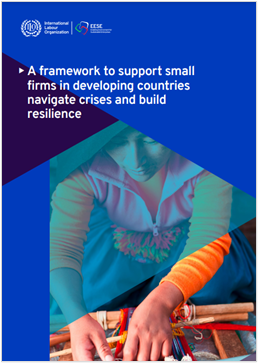 International
Labour
Organization
EESE
A framework to support small
firms in developing countries
navigate crises and build
resilience